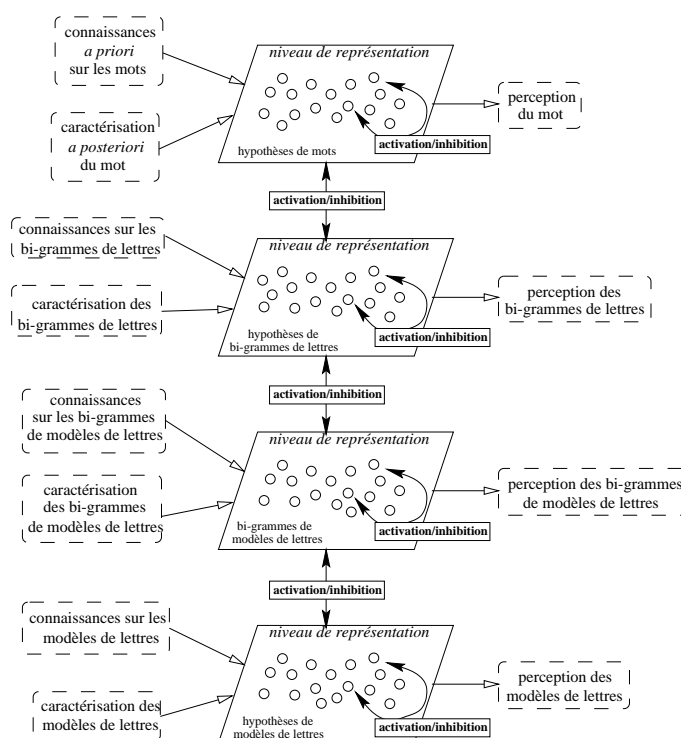 connaissances
a priori
sur les mots
caractérisation
a posteriori
du mot
niveau de représentation
activation/inhibition
hypothèses de mots
perception
du mot
activation/inhibition
connaissances sur les
bi-grammes de lettres
caractérisation des
bi-grammes de lettres
niveau de représentation
hypothèses de
bi-grammes de lettres
activation/inhibition
perception des
bi-grammes de lettres
activation/inhibition
connaissances
sur les bi-grammes
de modèles de lettres
caractérisation
des bi-grammes
de modèles de lettres
niveau de représentation
bi-grammes de
modèles de lettres
activation/inhibition
perception des bi-grammes
de modèles de lettres
activation/inhibition
connaissances sur les
modèles de lettres
caractérisation des
modèles de lettres
niveau de représentation
hypothèses de
modèles de lettres
activation/inhibition
perception des
modèles de lettres